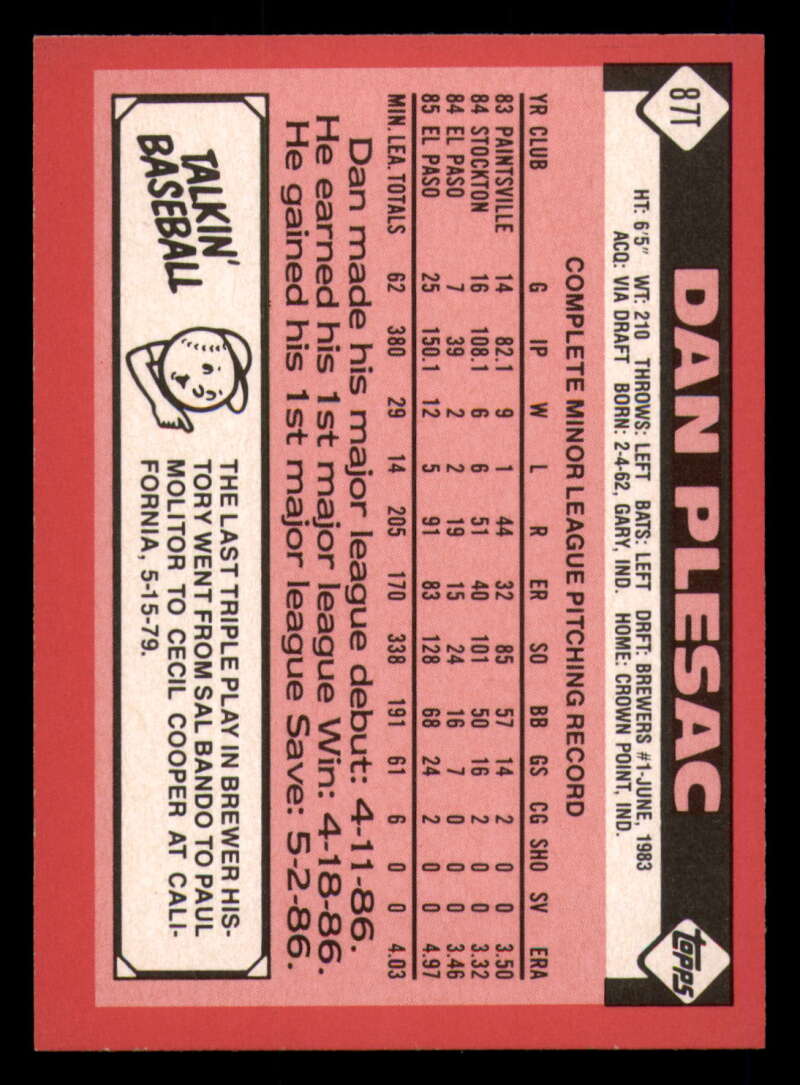 87T
DAN PLESAC
TOPPS
HT: 6'5" WT: 210 THROWS: LEFT BATS: LEFT DRFT: BREWERS #1-JUNE, 1983
ACQ: VIA DRAFT BORN: 2-4-62, GARY, IND. HOME: CROWN POINT, IND.
COMPLETE MINOR LEAGUE PITCHING RECORD
YR CLUB G IP W L R ER SO BB GS CG SHO SV ERA
83 PAINTSVILLE 14 82.1 9 1 44 32 85 57 14 2 0 0 3.50
84 STOCKTON 16 108.1 6 6 51 40 101 50 16 2 0 0 3.32
84 EL PASO 7 39 2 2 19 15 24 16 7 0 0 0 3.46
85 EL PASO 25 150.1 12 5 91 83 128 68 24 2 0 0 4.97
MIN. LEA. TOTALS 62 380 29 14 205 170 338 191 61 6 0 0 4.03
Dan made his major league debut: 4-11-86.
He earned his 1st major league Win: 4-18-86.
He gained his 1st major league Save: 5-2-86.
TALKIN'
BASEBALL
THE LAST TRIPLE PLAY IN BREWER HIS-
TORY WENT FROM SAL BANDO TO PAUL
MOLITOR TO CECIL COOPER AT CALI-
FORNIA, 5-15-79.